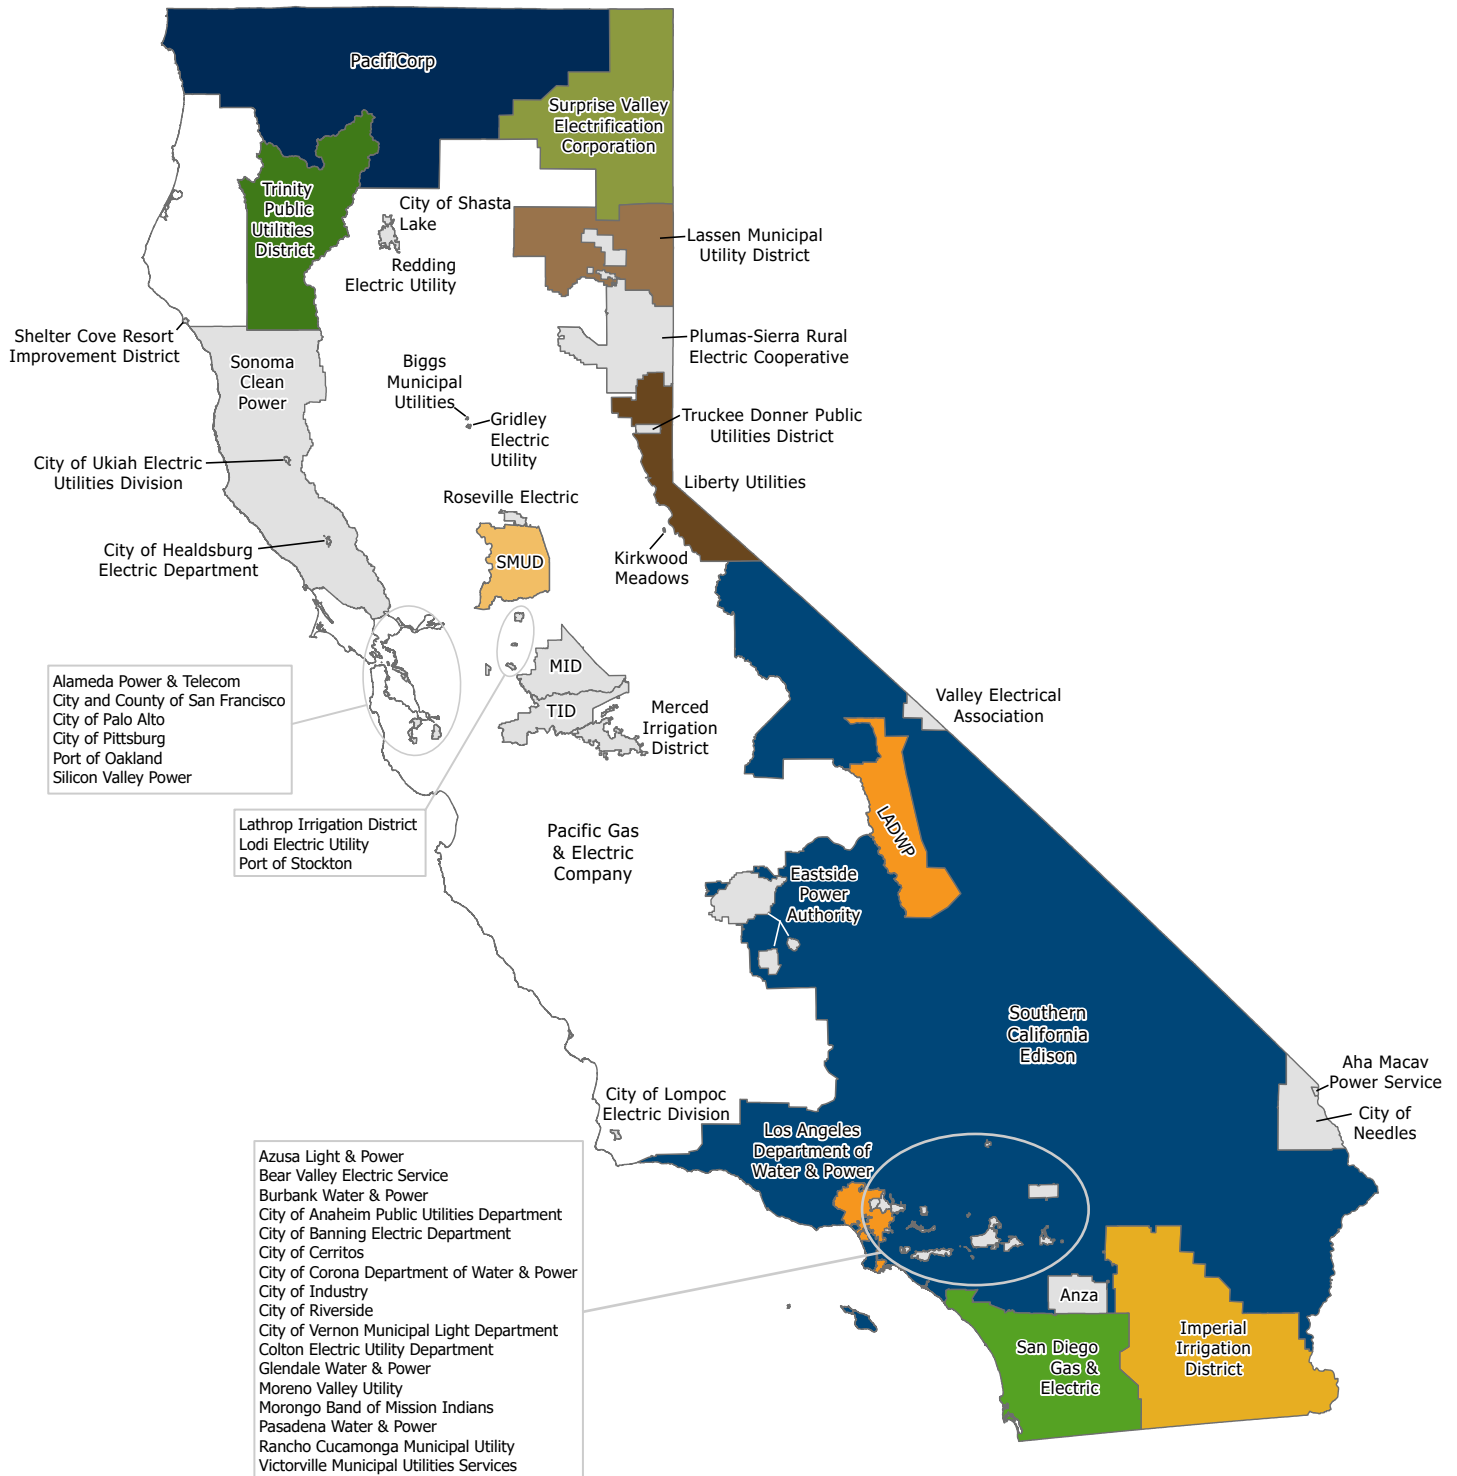 PacifiCorp
Surprise Valley
Electrification
Corporation
Trinity
Public
Utilities
District
City of Shasta
Lake
Redding
Electric Utility
Lassen Municipal
Utility District
Shelter Cove Resort
Improvement District
Plumas-Sierra Rural
Electric Cooperative
Sonoma
Clean
Power
Biggs
Municipal
Utilities
Gridley
Electric
Utility
Truckee Donner Public
Utilities District
City of Ukiah Electric
Utilities Division
Liberty Utilities
Roseville Electric
City of Healdsburg
Electric Department
SMUD
Kirkwood
Meadows
MID
TID
Merced
Irrigation
District
Valley Electrical
Association
Alameda Power & Telecom
City and County of San Francisco
City of Palo Alto
City of Pittsburg
Port of Oakland
Silicon Valley Power
Lathrop Irrigation District
Lodi Electric Utility
Port of Stockton
Pacific Gas
& Electric
Company
LADWP
Eastside
Power
Authority
Southern
California
Edison
Aha Macav
Power Service
City of
Needles
City of Lompoc
Electric Division
Los Angeles
Department of
Water & Power
Azusa Light & Power
Bear Valley Electric Service
Burbank Water & Power
City of Anaheim Public Utilities Department
City of Banning Electric Department
City of Cerritos
City of Corona Department of Water & Power
City of Industry
City of Riverside
City of Vernon Municipal Light Department
Colton Electric Utility Department
Glendale Water & Power
Moreno Valley Utility
Morongo Band of Mission Indians
Pasadena Water & Power
Rancho Cucamonga Municipal Utility
Victorville Municipal Utilities Services
Anza
San Diego
Gas &
Electric
Imperial
Irrigation
District